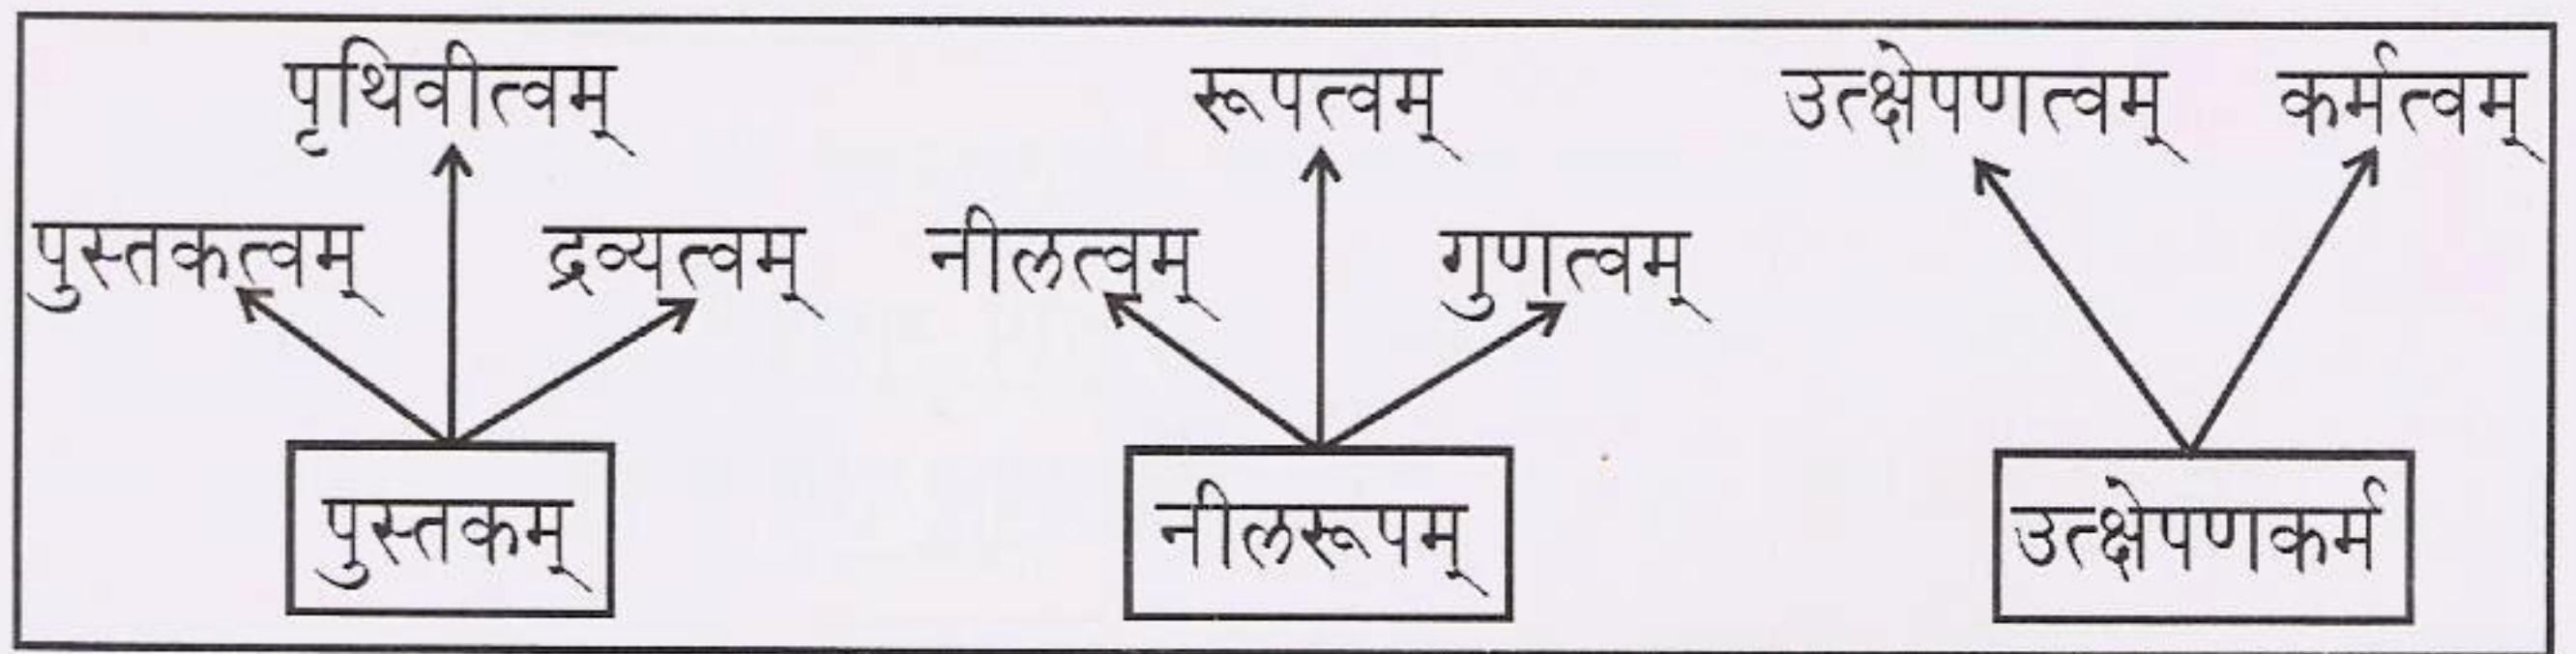 पृथिवीत्वम् रूपत्वम् उत्क्षेपणत्वम् कर्मत्वम्
पुस्तकत्वम् द्रव्यत्वम् नीलत्वम् गुणत्वम्
पुस्तकम् नीलरूपम् उत्क्षेपणकर्म